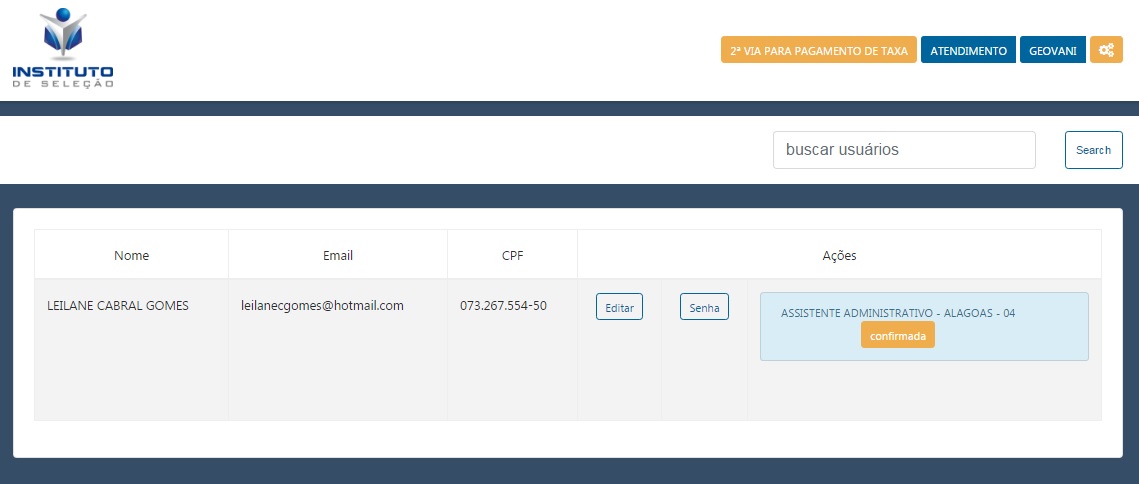 INSTITUTO
DE SELEÇÃO
2ª VIA PARA PAGAMENTO DE TAXA
ATENDIMENTO
GEOVANI
buscar usuários
Search
Nome
Email
CPF
Ações
LEILANE CABRAL GOMES
leilanecgomes@hotmail.com
073.267.554-50
Editar
Senha
ASSISTENTE ADMINISTRATIVO - ALAGOAS - 04
confirmada